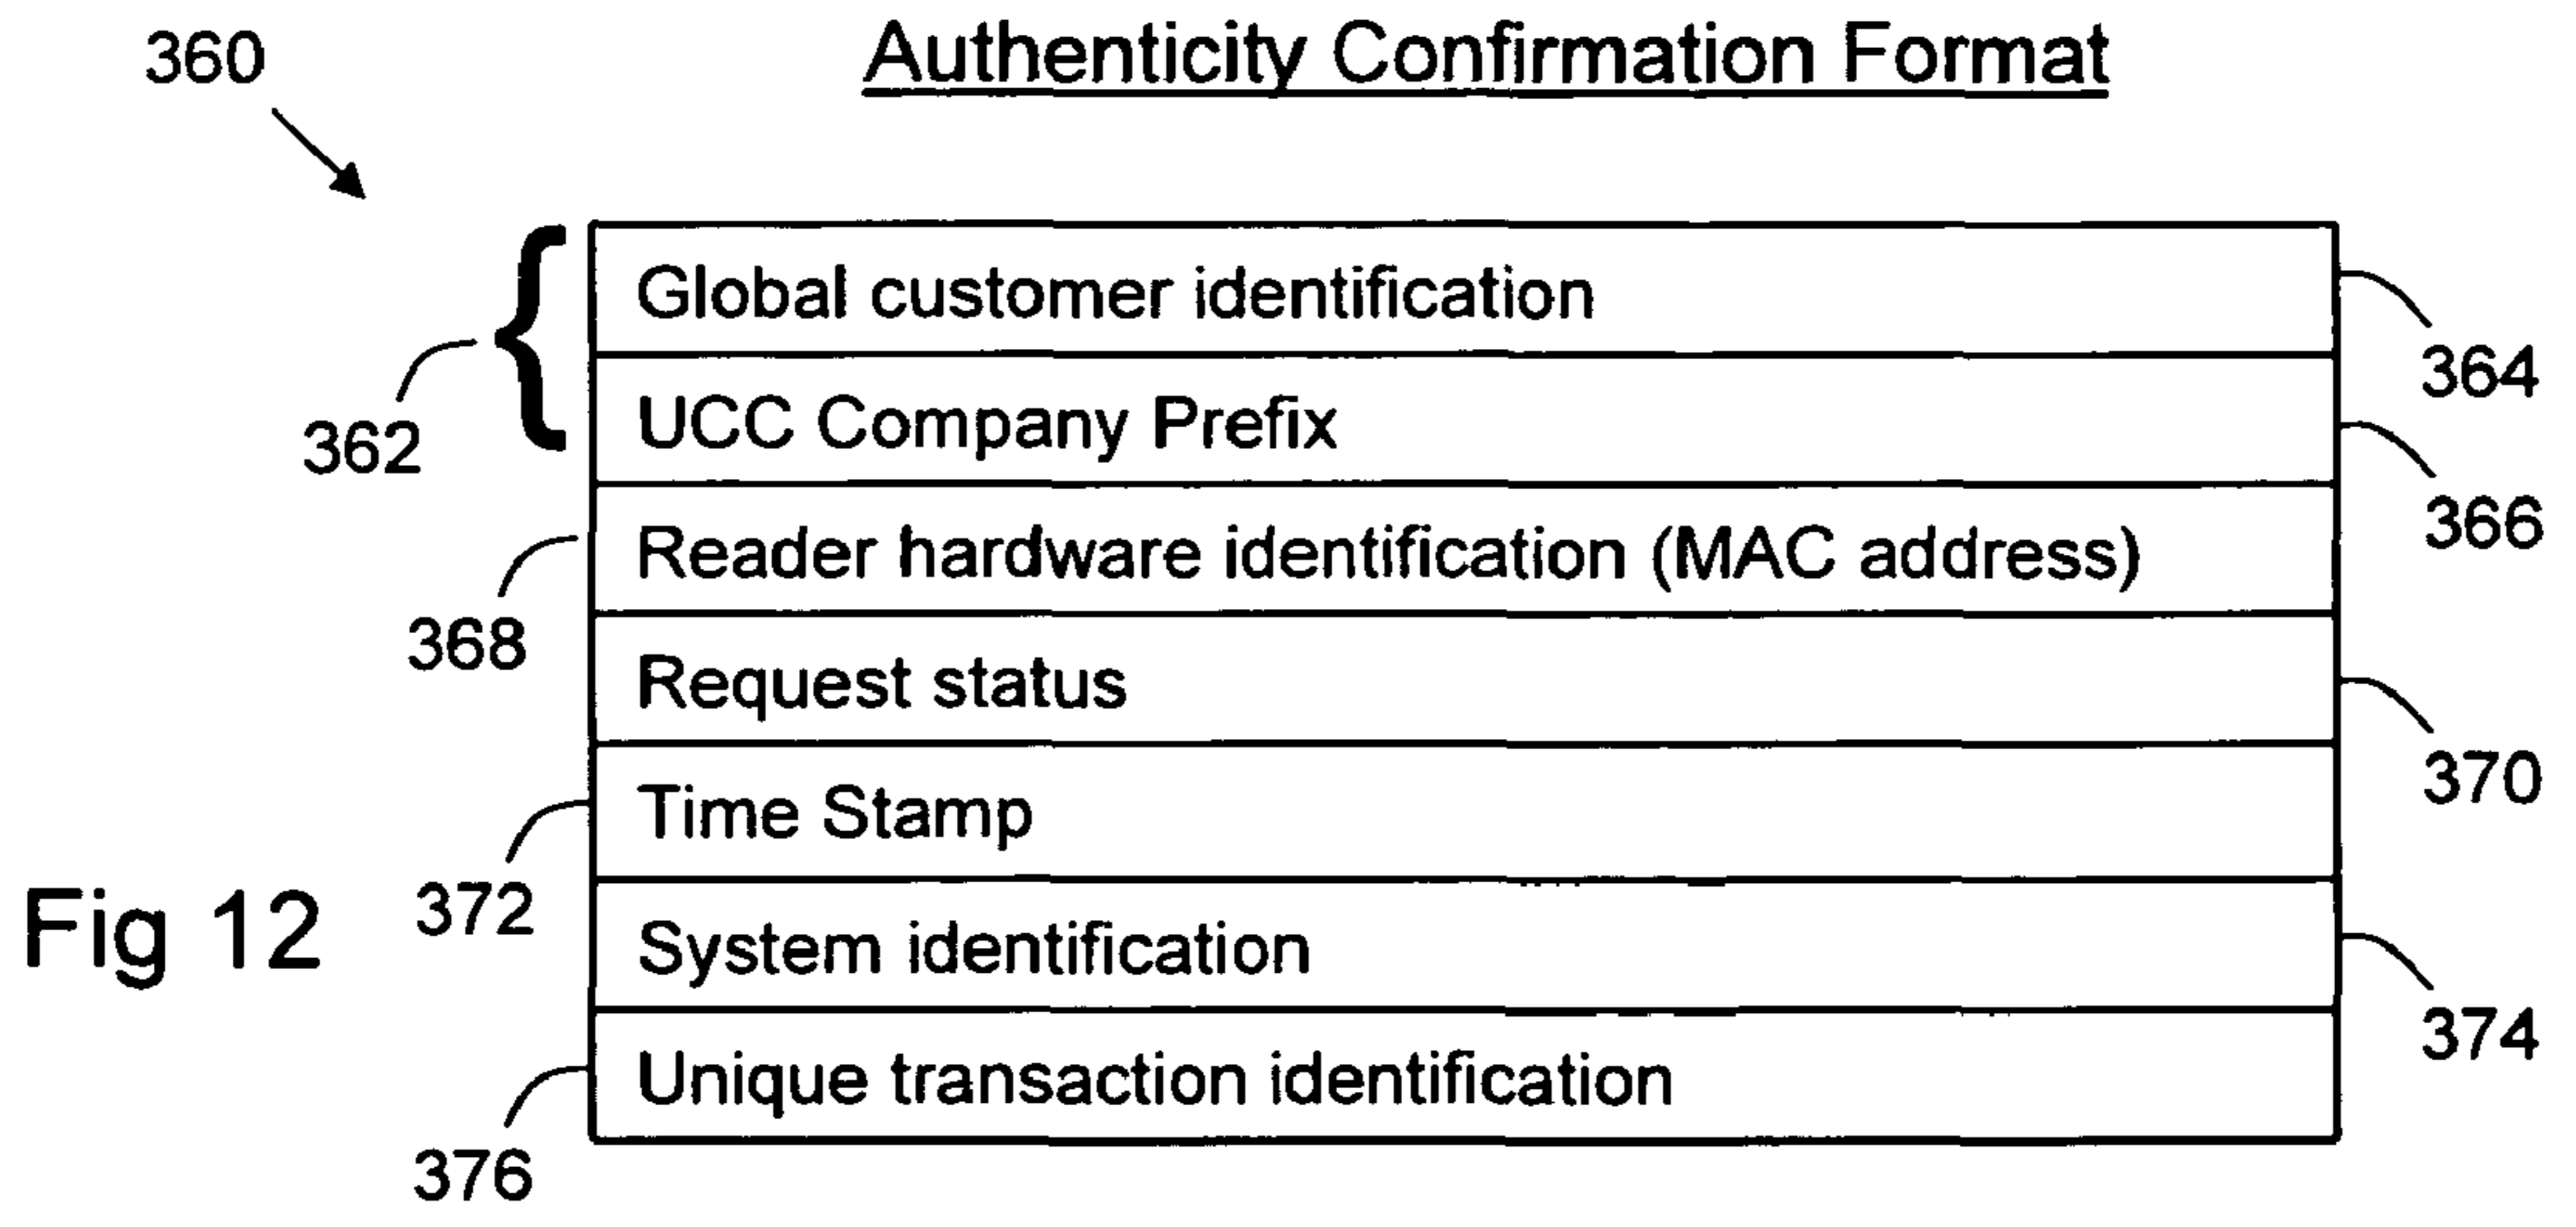 Authenticity Confirmation Format
360
Global customer identification
364
362
UCC Company Prefix
366
Reader hardware identification (MAC address)
368
Request status
370
Time Stamp
372
Fig 12
System identification
374
Unique transaction identification
376